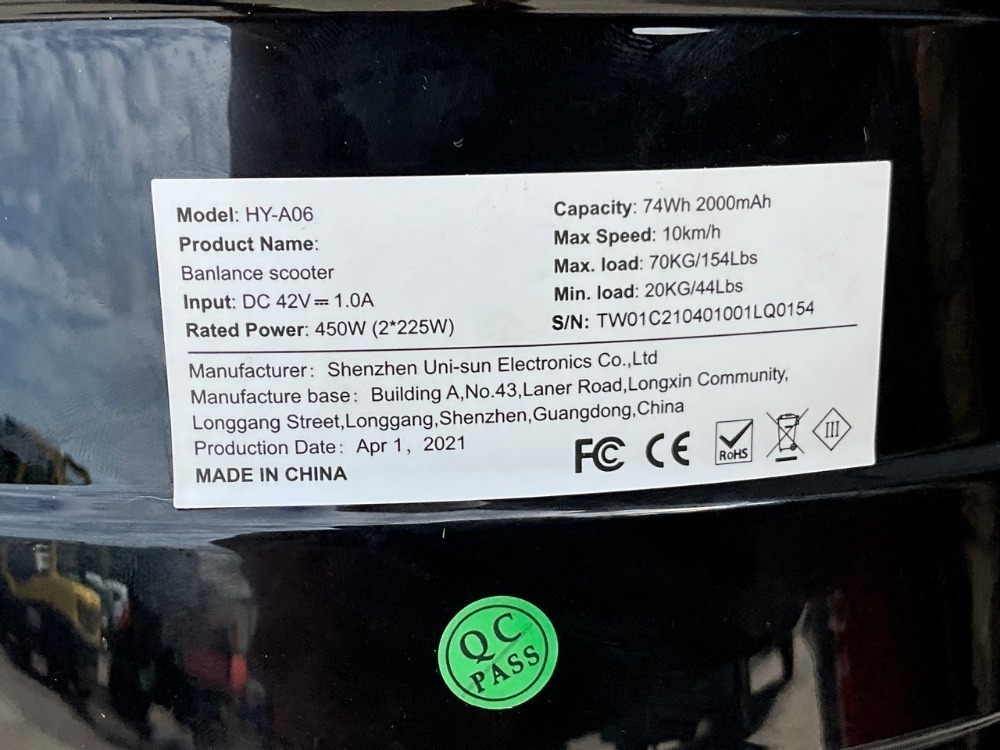 Model: HY-A06
Product Name:
Banlance scooter
Input: DC 42V⎓1.0A
Rated Power: 450W (2*225W)
Capacity: 74Wh 2000mAh
Max Speed: 10km/h
Max. load: 70KG/154Lbs
Min. load: 20KG/44Lbs
S/N: TW01C210401001LQ0154
Manufacturer: Shenzhen Uni-sun Electronics Co.,Ltd
Manufacture base: Building A,No.43,Laner Road,Longxin Community,
Longgang Street,Longgang,Shenzhen,Guangdong,China
Production Date: Apr 1, 2021
MADE IN CHINA
FC CE RoHS III
QC
PASS